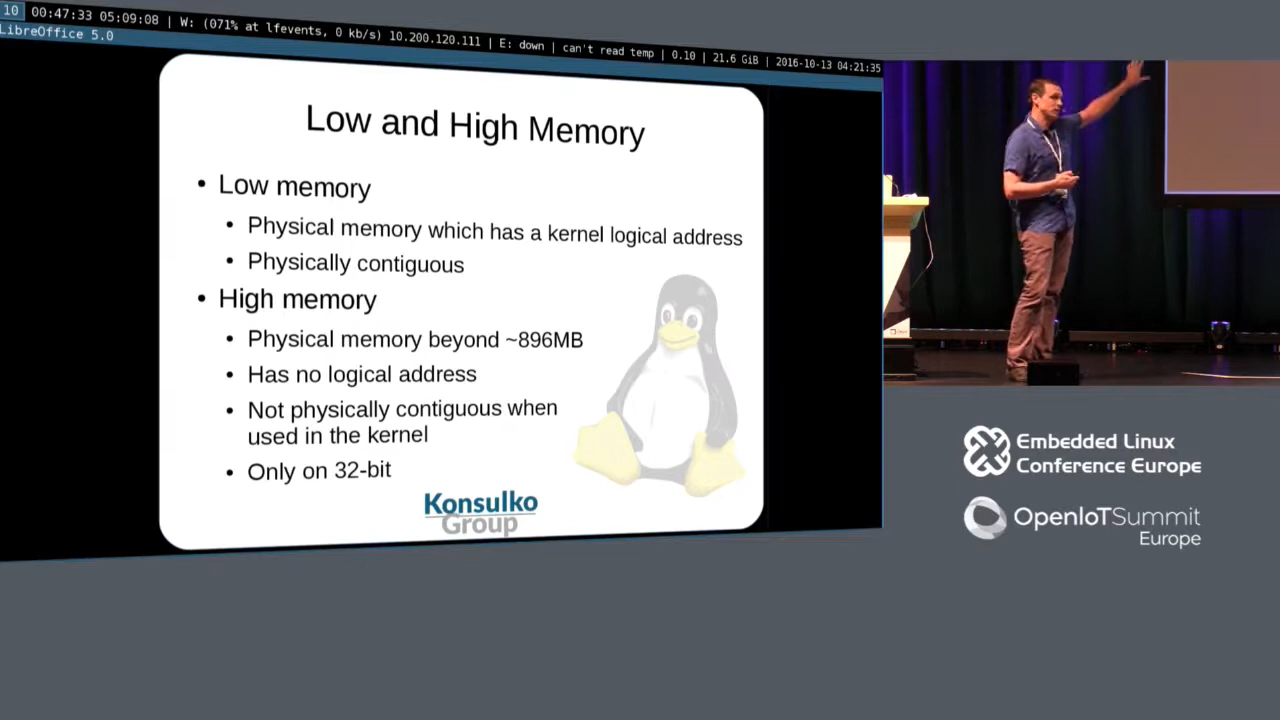 10 00:47:33 05:09:08 | W: (071% at lfevents, 0 kb/s) 10.200.120.111 | E: down | can't read temp | 0.10 | 21.6 GiB | 2016-10-13 04:21:35
LibreOffice 5.0
Low and High Memory
• Low memory
• Physical memory which has a kernel logical address
• Physically contiguous
• High memory
• Physical memory beyond ~896MB
• Has no logical address
• Not physically contiguous when
used in the kernel
• Only on 32-bit
Konsulko
Group
Embedded Linux
Conference Europe
OpenIoTSummit
Europe